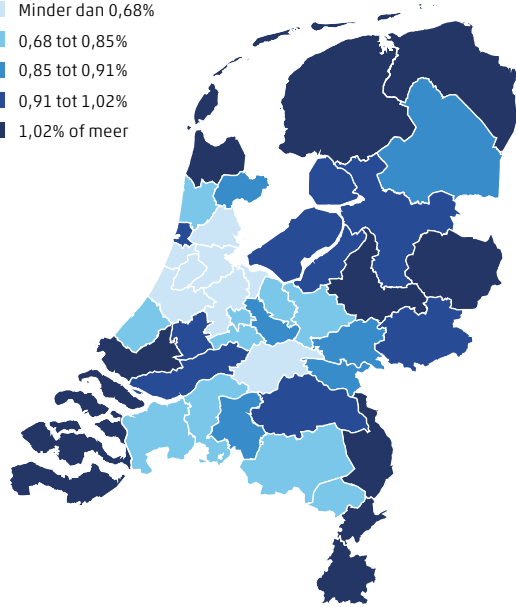 Minder dan 0,68%
0,68 tot 0,85%
0,85 tot 0,91%
0,91 tot 1,02%
1,02% of meer